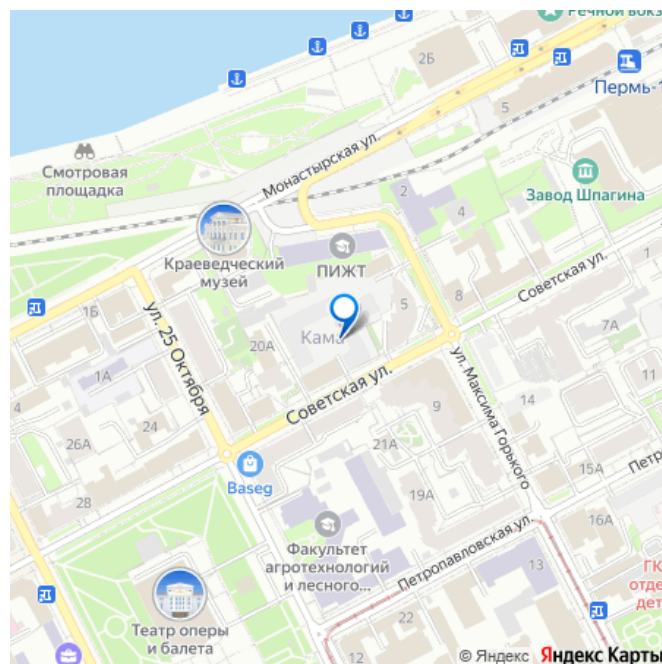 Речной вокз
2Б
Пермь-1
5
Смотровая
площадка
Монастырская ул.
Завод Шпагина
2
4
Краеведческий
музей
ПИЖТ
Советская ул.
1Б
ул. 25 Октября
20А
Кама
5
8
7А
1А
Советская ул.
ул. Максима Горького
11
26А
24
9
14
21А
15А
Петро
28
Baseg
19А
16А
Факультет
агротехнологий
и лесного...
Петропавловская ул.
13
ГК
отде
дет
Театр оперы
и балета
22
12
© Яндекс Яндекс Карты